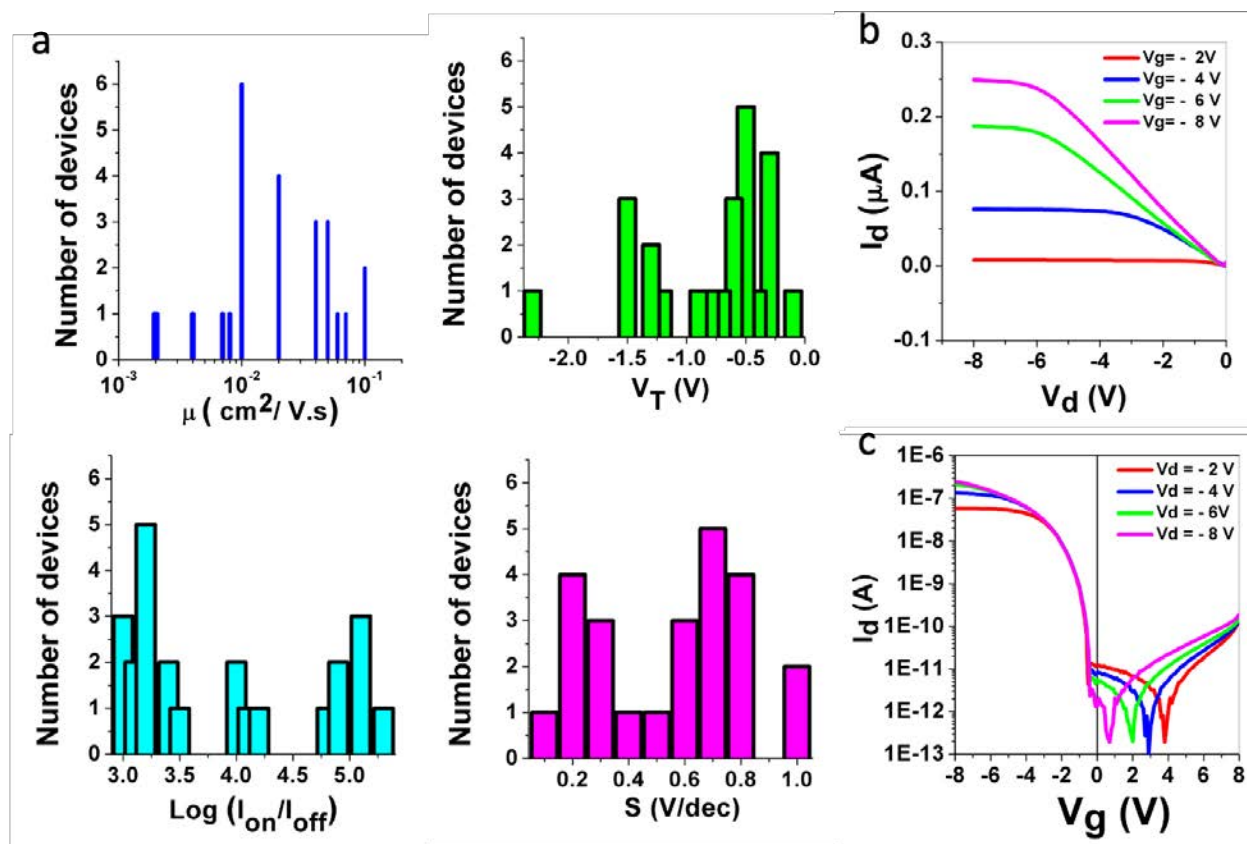 a
Number of devices
6
5
4
3
2
1
0
10⁻³ 10⁻² 10⁻¹
μ ( cm²/ V.s)
Number of devices
6
5
4
3
2
1
0
-2.0 -1.5 -1.0 -0.5 0.0
V_T (V)
b
I_d (μA)
0.3
0.2
0.1
0.0
-0.1
Vg= - 2V
Vg= - 4 V
Vg= - 6 V
Vg= - 8 V
-8 -6 -4 -2 0
V_d (V)
Number of devices
6
5
4
3
2
1
0
3.0 3.5 4.0 4.5 5.0
Log (I_on/I_off)
Number of devices
6
5
4
3
2
1
0
0.2 0.4 0.6 0.8 1.0
S (V/dec)
c
I_d (A)
1E-6
1E-7
1E-8
1E-9
1E-10
1E-11
1E-12
1E-13
Vd = - 2 V
Vd = - 4 V
Vd = - 6V
Vd = - 8 V
-8 -6 -4 -2 0 2 4 6 8
Vg (V)